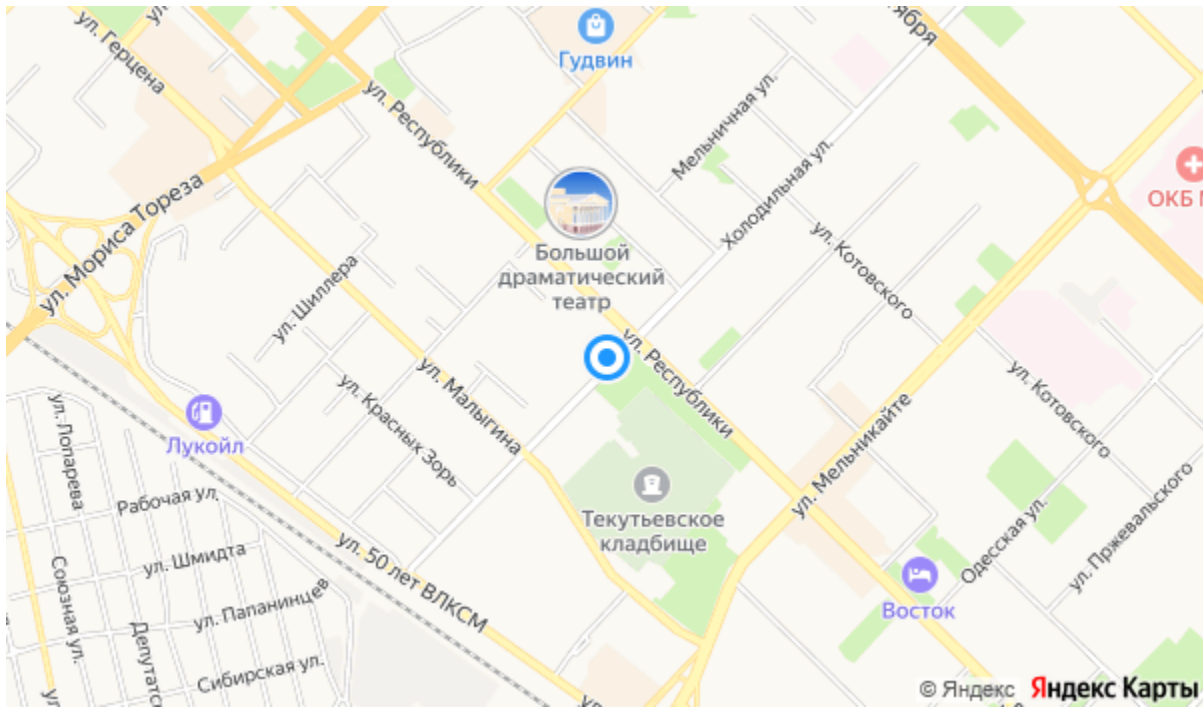 ул. Герцена
ября
Гудвин
ул. Республики
Мельничная ул.
Холодильная ул.
ОКБ
ул. Мориса Тореза
Большой
драматический
театр
ул. Котовского
ул. Шиллера
ул. Малыгина
ул. Республики
ул. Красных Зорь
ул. Котовского
ул. Мельникайте
Лукойл
ул. Лопарева
Рабочая ул.
Текутьевское
кладбище
ул. Шмидта
ул. 50 лет ВЛКСМ
Одесская ул.
ул. Пржевальского
Союзная ул.
ул. Папанинцев
Восток
Депутатс
Сибирская ул.
© Яндекс Яндекс Карты